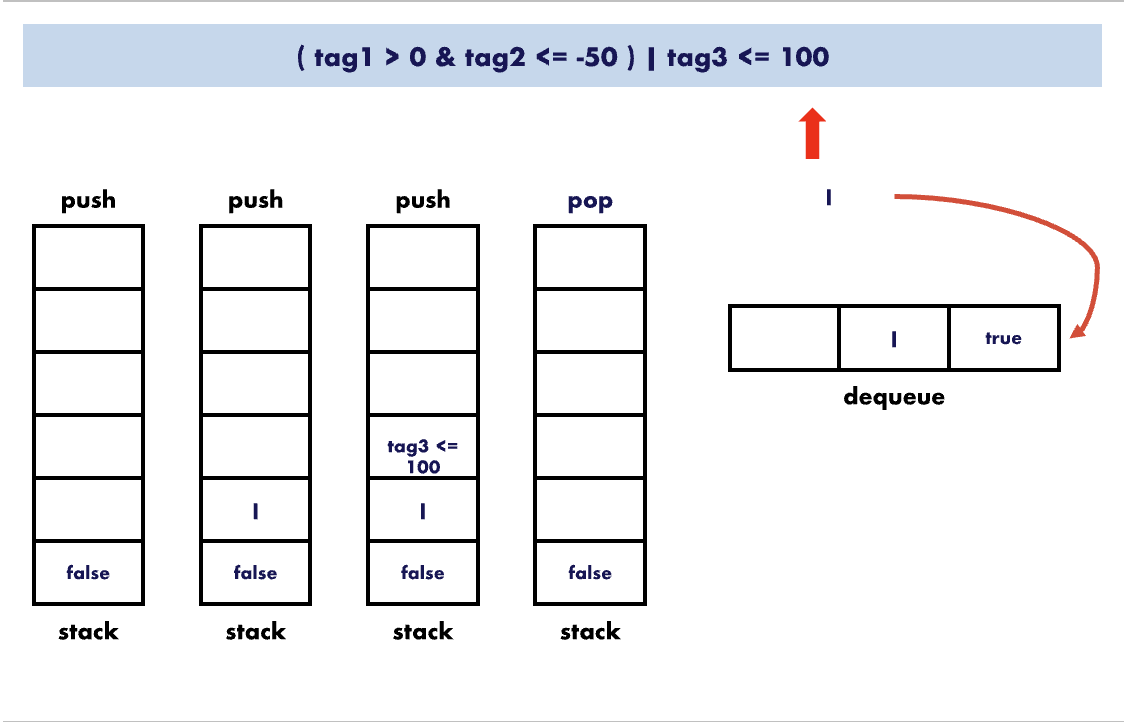 ( tag1 > 0 & tag2 <= -50 ) | tag3 <= 100
push
push
push
pop
|
| true
dequeue
tag3 <=
100
| |
false false false false
stack stack stack stack